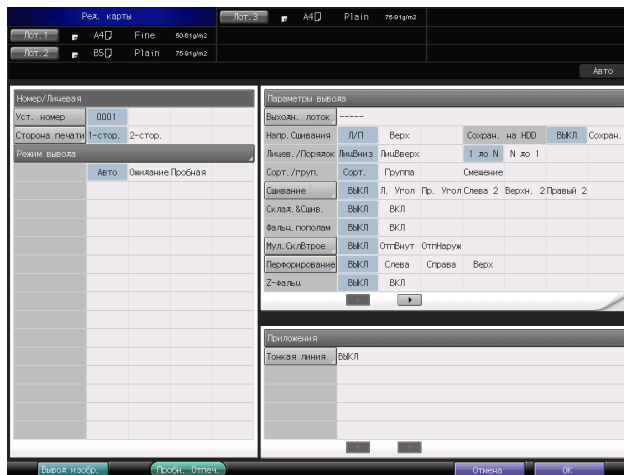 Ред. карты
Лот.3 A4 Plain 75-91g/m2
Лот.1 A4 Fine 50-61g/m2
Лот.2 B5 Plain 75-91g/m2
Авто
Номер/Лицевая
Уст. номер 0001
Сторона печати 1-стор. 2-стор.
Режим вывода
Авто Ожидание Пробная
Параметры вывода
Выходн. лоток -----
Напр.Сшивания Л/П Верх Сохран. на HDD ВЫКЛ Сохран.
Лицев./Порядок ЛицВниз ЛицВверх 1 до N N до 1
Сорт./груп. Сорт. Группа Смещение
Сшивание ВЫКЛ Л. Угол Пр. Угол Слева 2 Верхн. 2 Правый 2
Склад.&Сшив. ВЫКЛ ВКЛ
Фальц.пополам ВЫКЛ ВКЛ
Мул.СклВтрое ВЫКЛ ОтпВнут ОтпНаруж
Перфорирование ВЫКЛ Слева Справа Верх
Z-фальц ВЫКЛ ВКЛ
Приложения
Тонкая линия ВЫКЛ
Вывод изобр. Пробн. Отпеч. Отмена OK